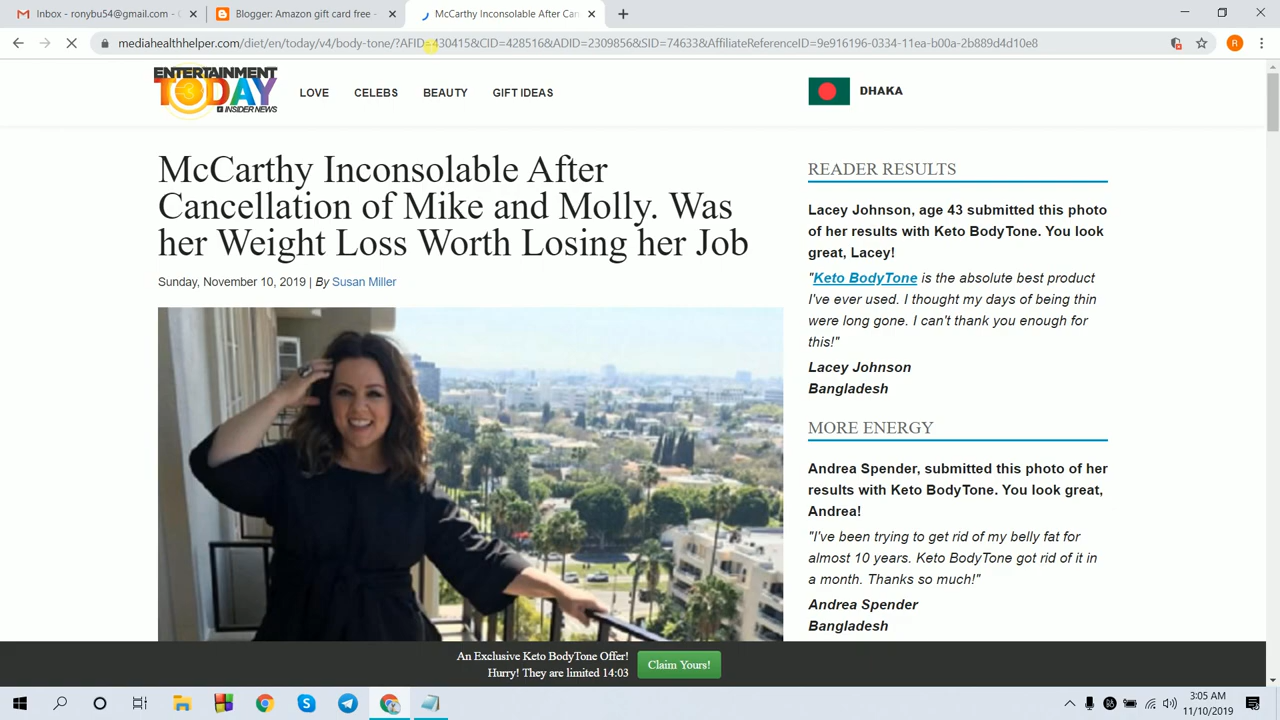 Inbox - ronybu54@gmail.com - G
Blogger: Amazon gift card free -
McCarthy Inconsolable After Can
mediahealthhelper.com/diet/en/today/v4/body-tone/?AFID=430415&CID=428516&ADID=2309856&SID=74633&AffiliateReferenceID=9e916196-0334-11ea-b00a-2b889d4d10e8
R
ENTERTAINMENT
TODAY
INSIDER NEWS
LOVE
CELEBS
BEAUTY
GIFT IDEAS
DHAKA
McCarthy Inconsolable After
Cancellation of Mike and Molly. Was
her Weight Loss Worth Losing her Job
Sunday, November 10, 2019 | By Susan Miller
READER RESULTS
Lacey Johnson, age 43 submitted this photo
of her results with Keto BodyTone. You look
great, Lacey!
"Keto BodyTone is the absolute best product
I've ever used. I thought my days of being thin
were long gone. I can't thank you enough for
this!"
Lacey Johnson
Bangladesh
MORE ENERGY
Andrea Spender, submitted this photo of her
results with Keto BodyTone. You look great,
Andrea!
"I've been trying to get rid of my belly fat for
almost 10 years. Keto BodyTone got rid of it in
a month. Thanks so much!"
Andrea Spender
Bangladesh
An Exclusive Keto BodyTone Offer!
Hurry! They are limited 14:03
Claim Yours!
3:05 AM
11/10/2019